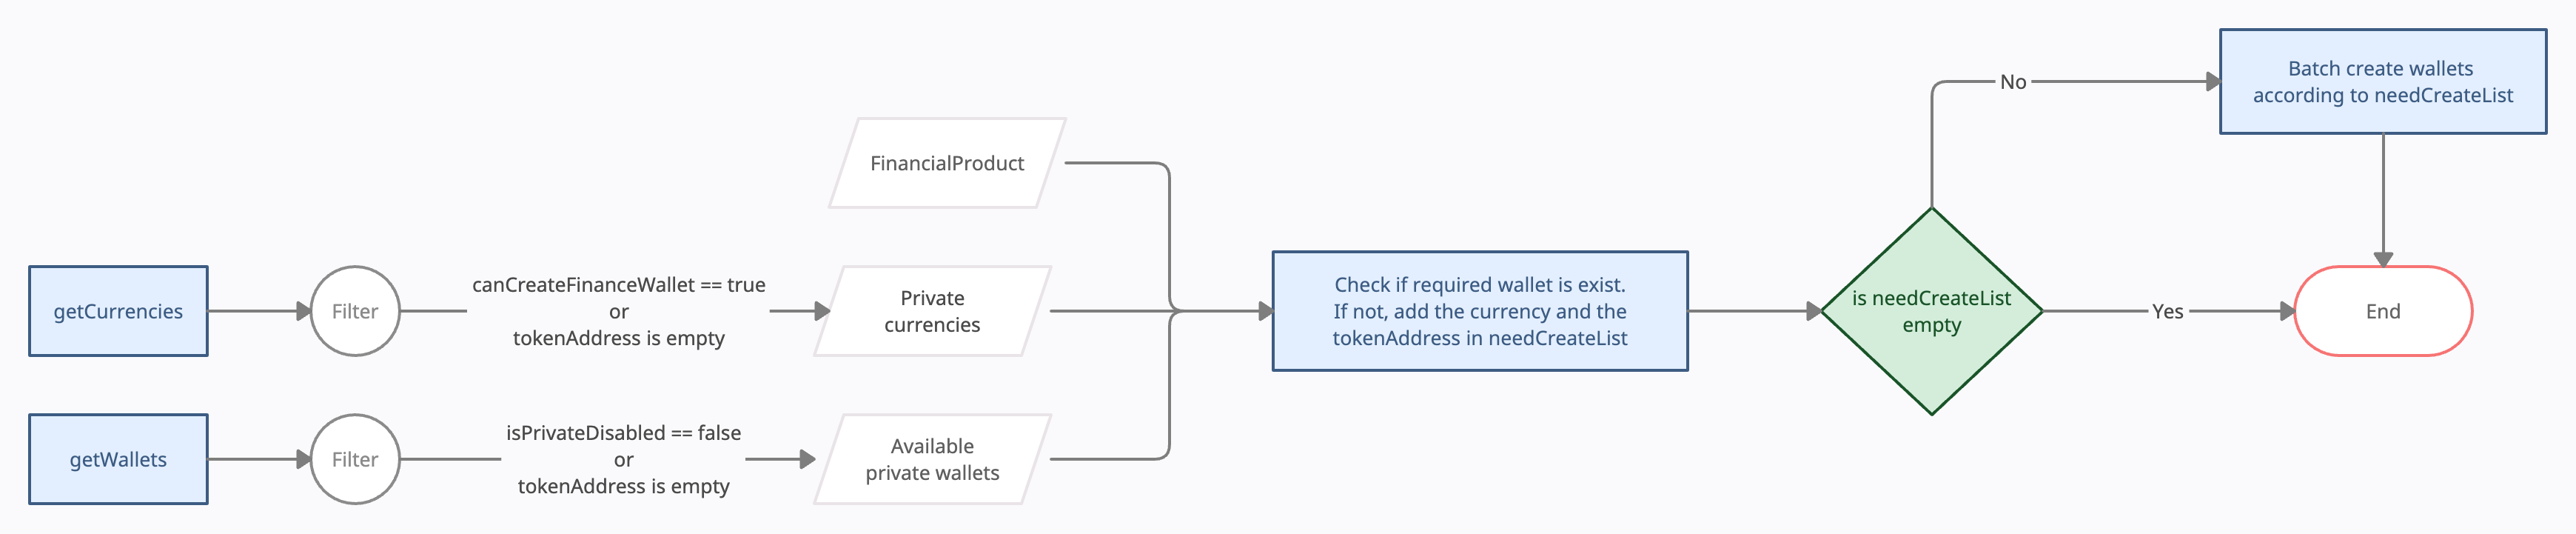 No
Batch create wallets
according to needCreateList
FinancialProduct
getCurrencies
Filter
canCreateFinanceWallet == true
or
tokenAddress is empty
Private
currencies
Check if required wallet is exist.
If not, add the currency and the
tokenAddress in needCreateList
is needCreateList
empty
Yes
End
getWallets
Filter
isPrivateDisabled == false
or
tokenAddress is empty
Available
private wallets